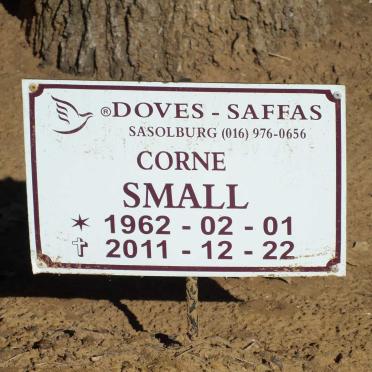 ®DOVES - SAFFAS
SASOLBURG (016) 976-0656
CORNE
SMALL
✶ 1962 - 02 - 01
✝ 2011 - 12 - 22